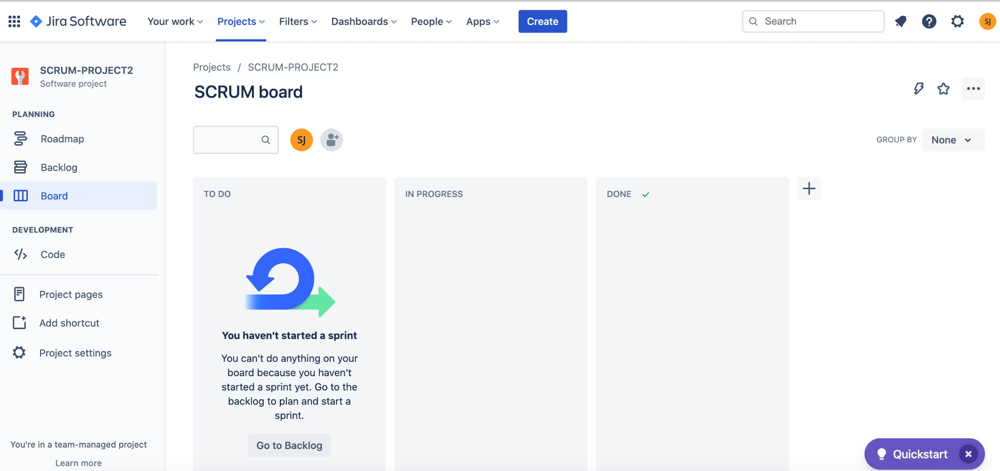 Jira Software
Your work
Projects
Filters
Dashboards
People
Apps
Create
Search
SJ
SCRUM-PROJECT2
Software project
PLANNING
Roadmap
Backlog
Board
DEVELOPMENT
Code
Project pages
Add shortcut
Project settings
You're in a team-managed project
Learn more
Projects / SCRUM-PROJECT2
SCRUM board
SJ
GROUP BY
None
TO DO
IN PROGRESS
DONE
You haven't started a sprint
You can't do anything on your
board because you haven't
started a sprint yet. Go to the
backlog to plan and start a
sprint.
Go to Backlog
Quickstart